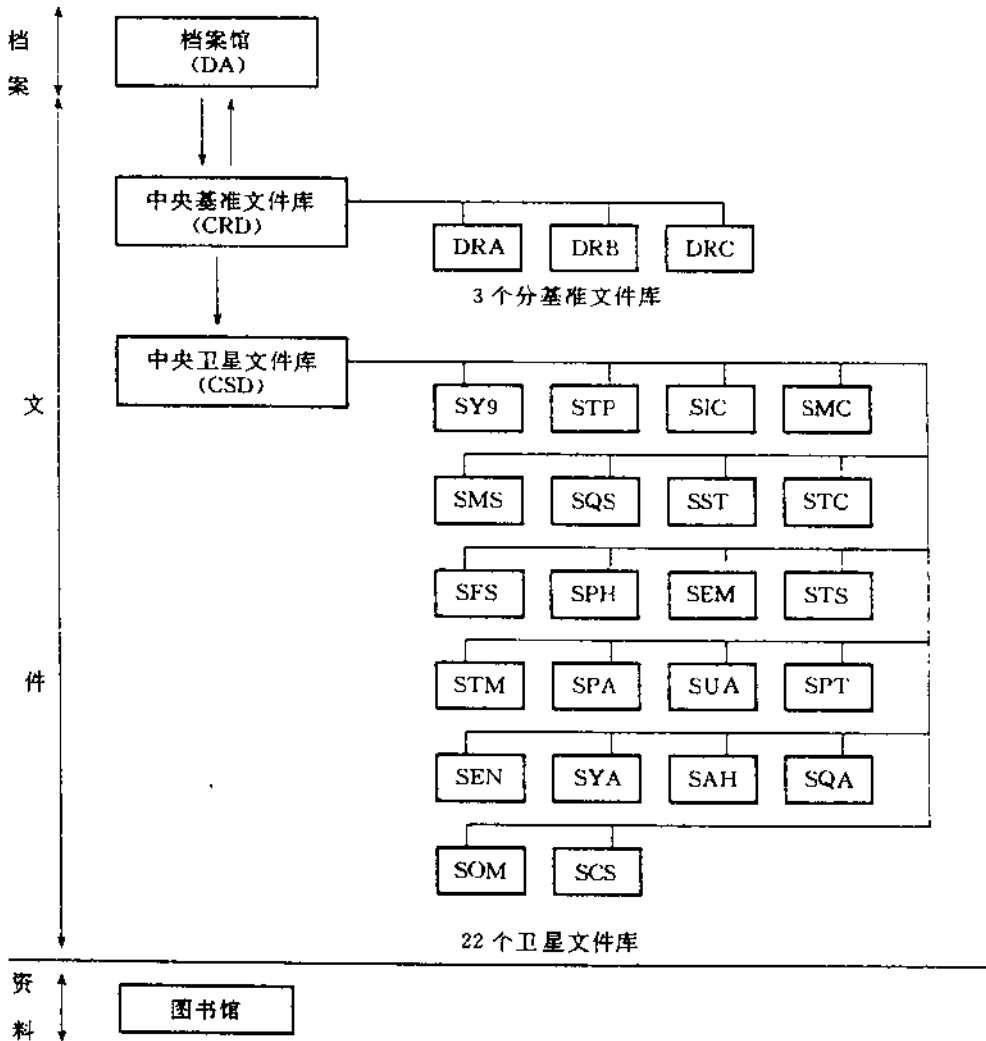 档案
档案馆
(DA)
中央基准文件库
(CRD)
DRA DRB DRC
3个分基准文件库
中央卫星文件库
(CSD)
文件
SY9 STP SIC SMC
SMS SQS SST STC
SFS SPH SEM STS
STM SPA SUA SPT
SEN SYA SAH SQA
SOM SCS
22个卫星文件库
资料
图书馆